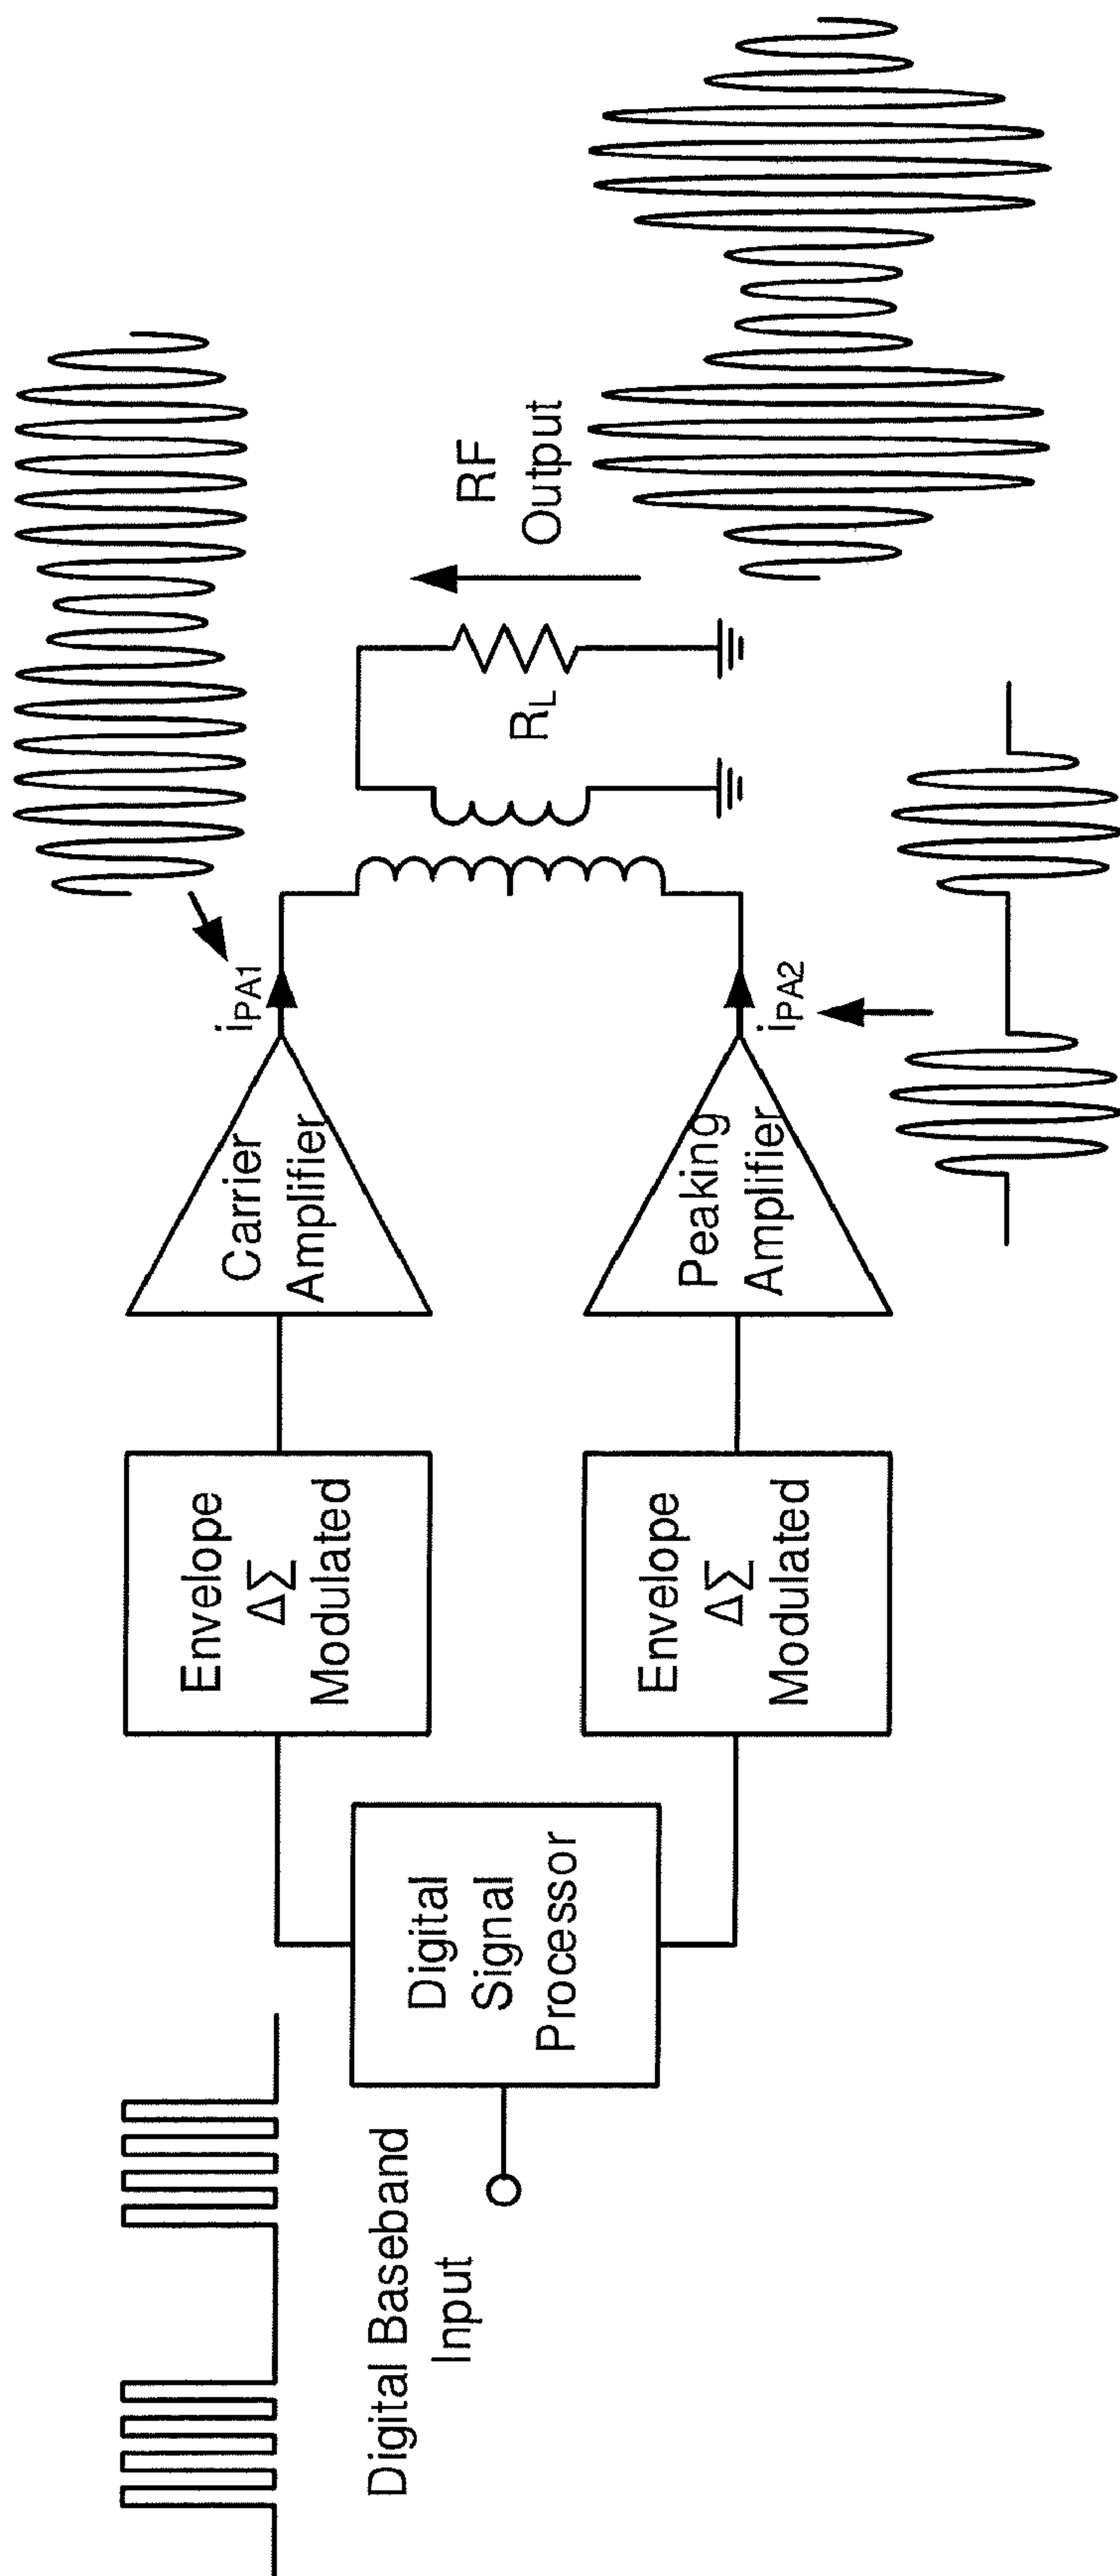 Digital Baseband
Input
Digital
Signal
Processor
Envelope
ΔΣ
Modulated
Envelope
ΔΣ
Modulated
Carrier
Amplifier
Peaking
Amplifier
iPA1
iPA2
RL
RF
Output